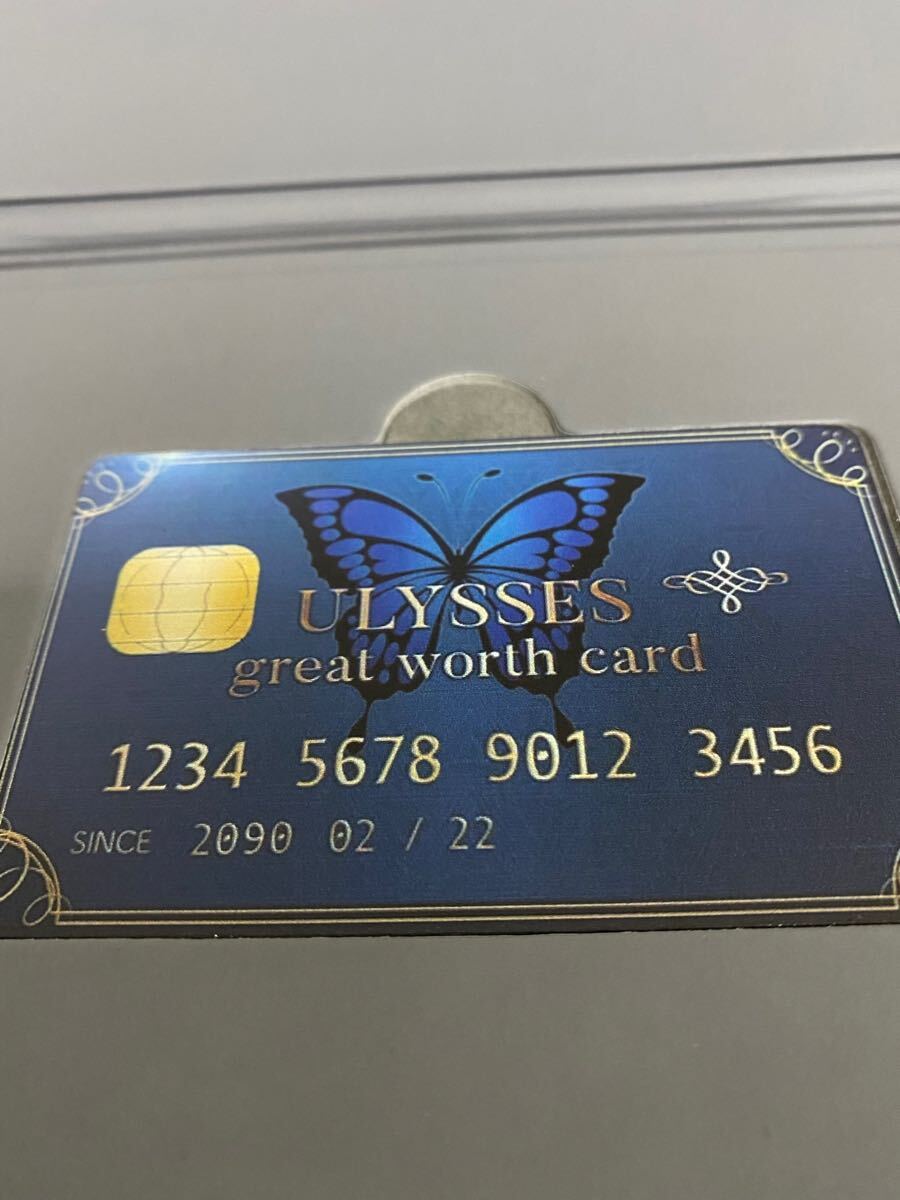 ULYSSES
great worth card
1234 5678 9012 3456
SINCE 2090 02 / 22